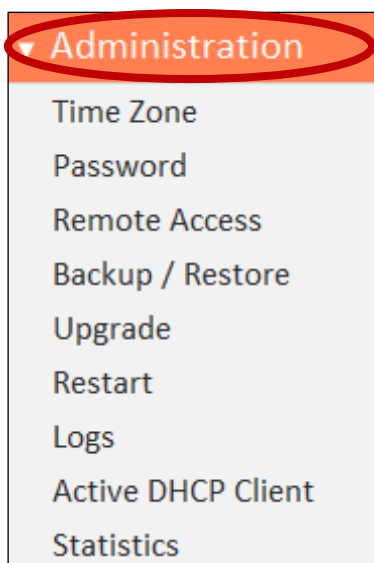 Administration
Time Zone
Password
Remote Access
Backup / Restore
Upgrade
Restart
Logs
Active DHCP Client
Statistics